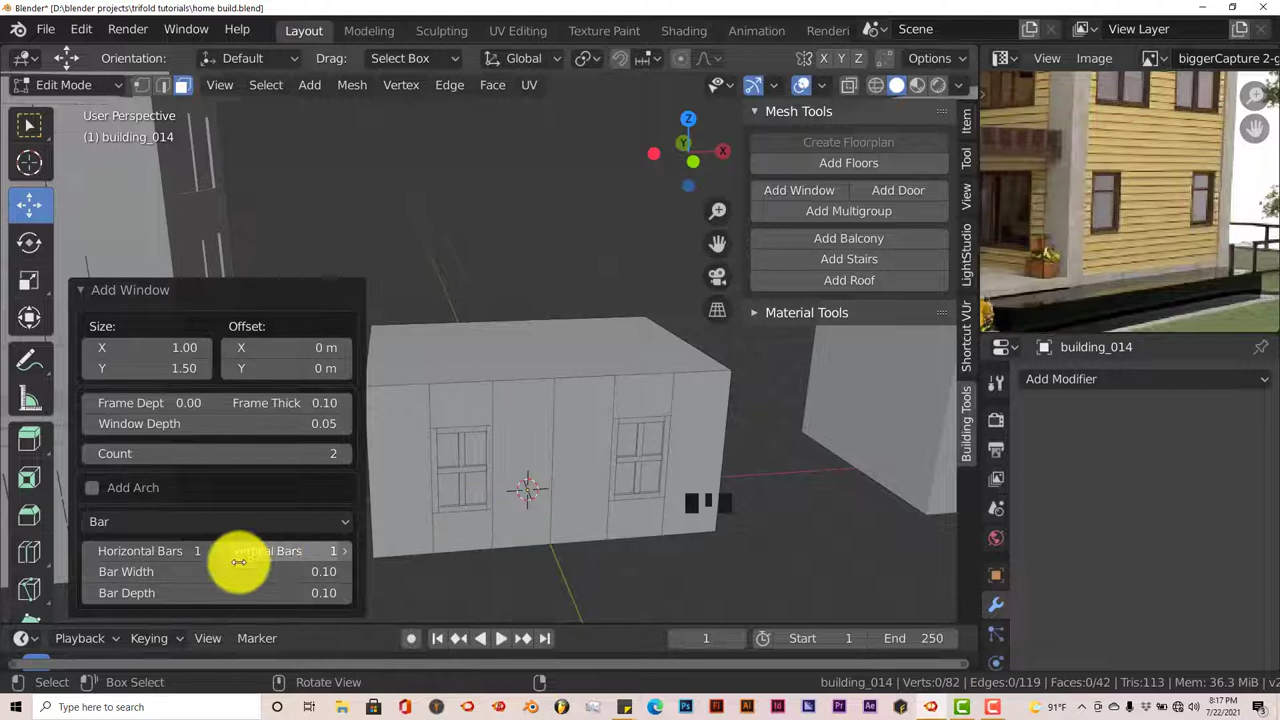 Blender* [D:\blender projects\trifold tutorials\home build.blend]
File Edit Render Window Help Layout Modeling Sculpting UV Editing Texture Paint Shading Animation Renderi Scene View Layer
Orientation: Default Drag: Select Box Global X Y Z Options View Image biggerCapture 2-g
Edit Mode View Select Add Mesh Vertex Edge Face UV
User Perspective
(1) building_014
Z
Y
X
Mesh Tools
Create Floorplan
Add Floors
Add Window Add Door
Add Multigroup
Add Balcony
Add Stairs
Add Roof
Material Tools
Item
Tool
View
LightStudio
Shortcut VUr
Building Tools
Add Window
Size: Offset:
X 1.00 X 0 m
Y 1.50 Y 0 m
Frame Dept 0.00 Frame Thick 0.10
Window Depth 0.05
Count 2
Add Arch
Bar
Horizontal Bars 1 Vertical Bars 1
Bar Width 0.10
Bar Depth 0.10
building_014
Add Modifier
Playback Keying View Marker 1 Start 1 End 250
Select Box Select Rotate View building_014 | Verts:0/82 | Edges:0/119 | Faces:0/42 | Tris:113 | Mem: 36.3 MiB | v2
Type here to search 91°F 8:17 PM
7/22/2021